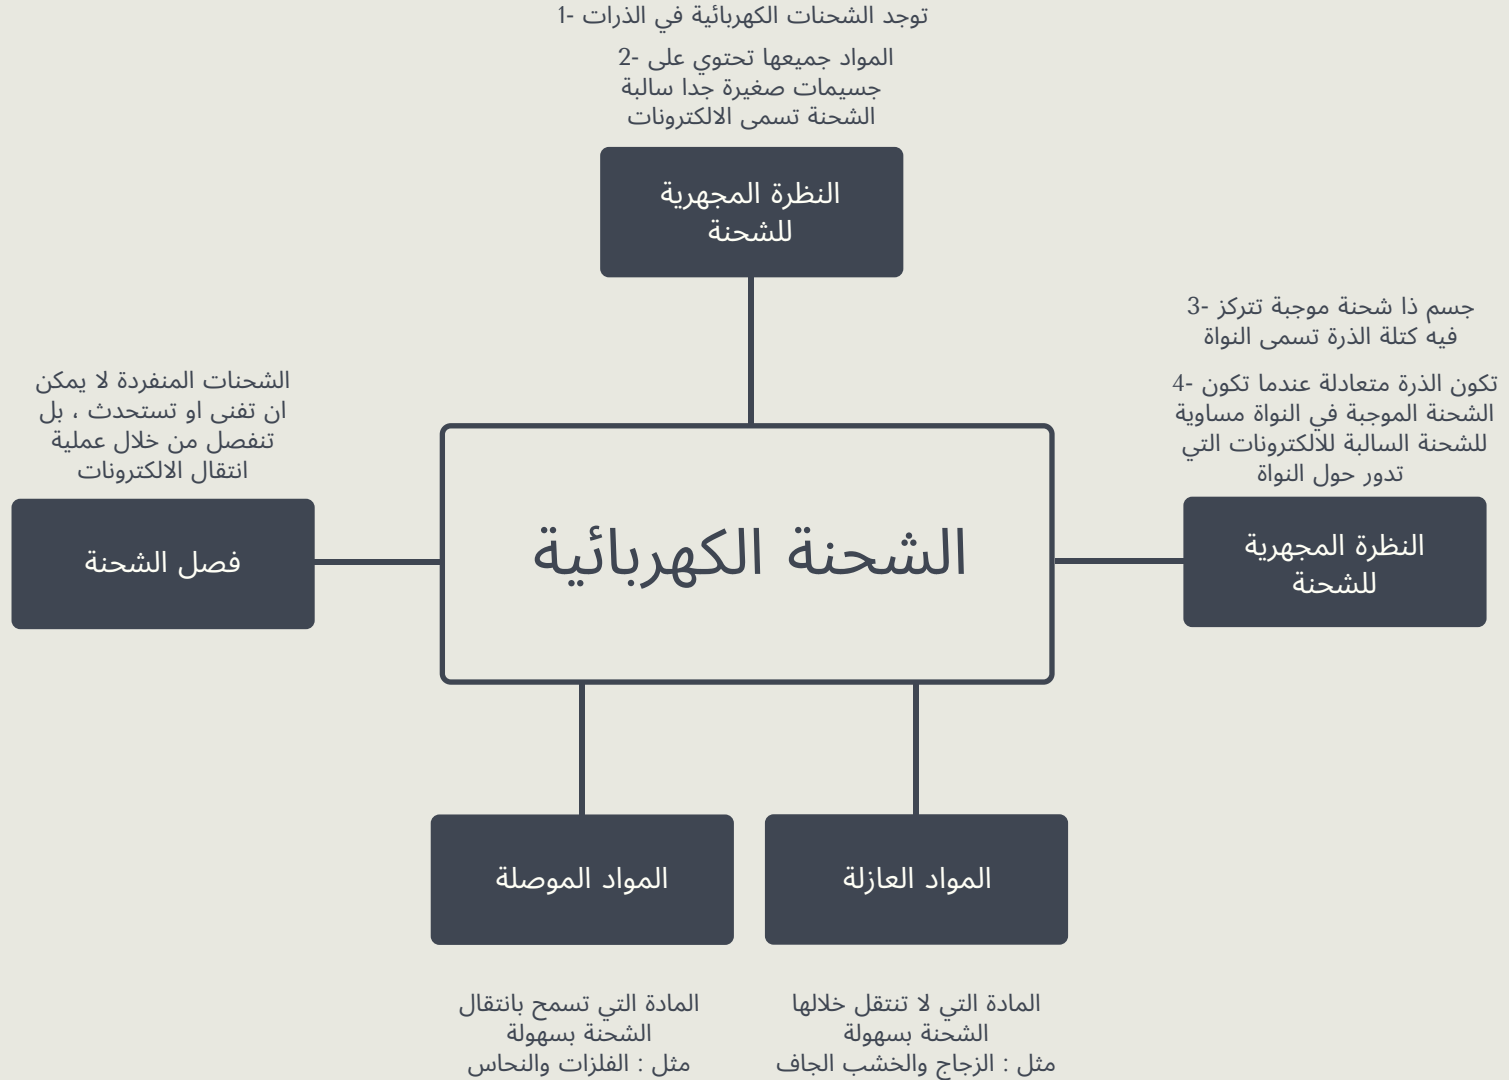 1- توجد الشحنات الكهربائية في الذرات
2- المواد جميعها تحتوي على
جسيمات صغيرة جدا سالبة
الشحنة تسمى الالكترونات
النظرة المجهرية
للشحنة
3- جسم ذا شحنة موجبة تتركز
فيه كتلة الذرة تسمى النواة
4- تكون الذرة متعادلة عندما تكون
الشحنة الموجبة في النواة مساوية
للشحنة السالبة للالكترونات التي
تدور حول النواة
النظرة المجهرية
للشحنة
الشحنة الكهربائية
الشحنات المنفردة لا يمكن
ان تفنى او تستحدث ، بل
تنفصل من خلال عملية
انتقال الالكترونات
فصل الشحنة
المواد العازلة
المادة التي لا تنتقل خلالها
الشحنة بسهولة
مثل : الزجاج والخشب الجاف
المواد الموصلة
المادة التي تسمح بانتقال
الشحنة بسهولة
مثل : الفلزات والنحاس